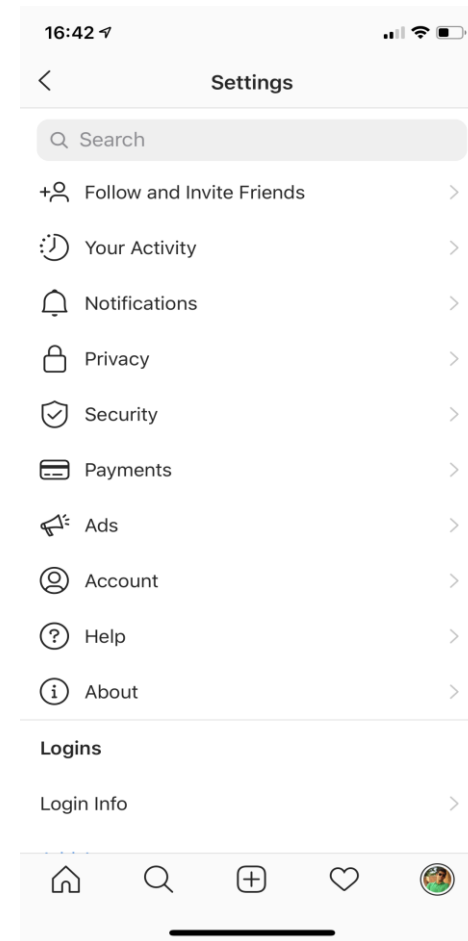 16:42
Settings
Search
Follow and Invite Friends
Your Activity
Notifications
Privacy
Security
Payments
Ads
Account
Help
About
Logins
Login Info